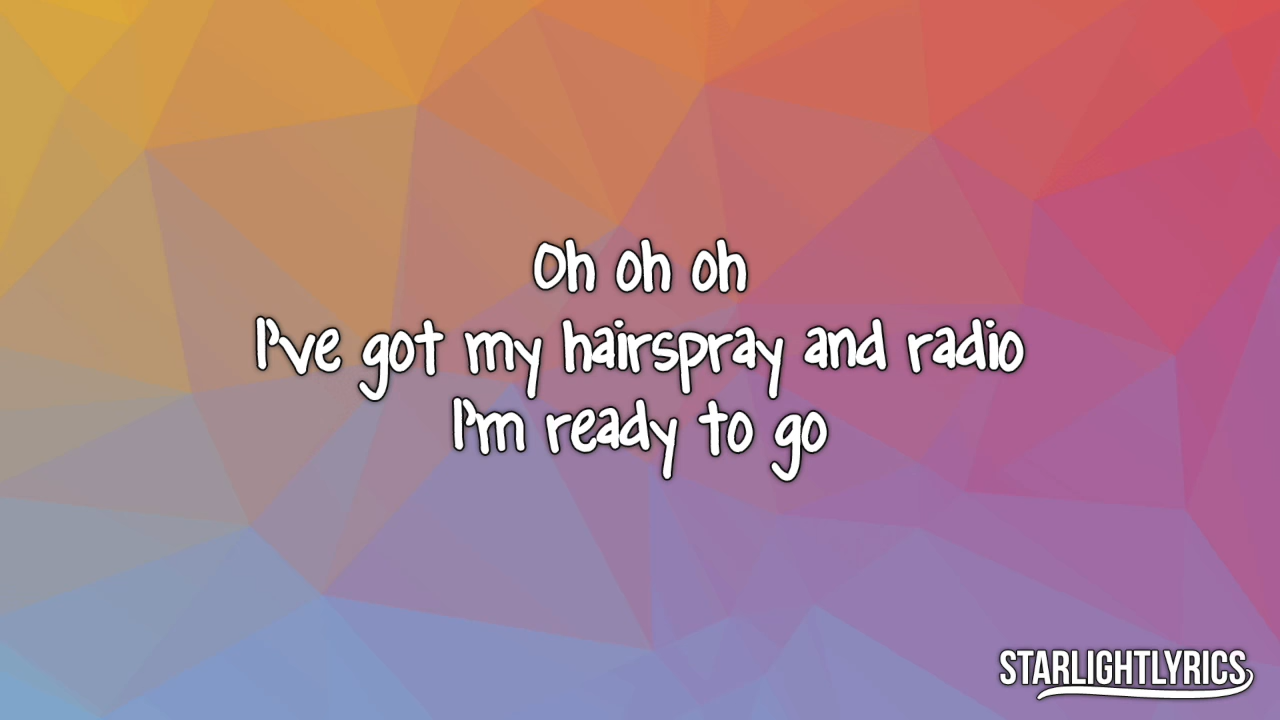 Oh oh oh
I've got my hairspray and radio
I'm ready to go
STARLIGHTLYRICS